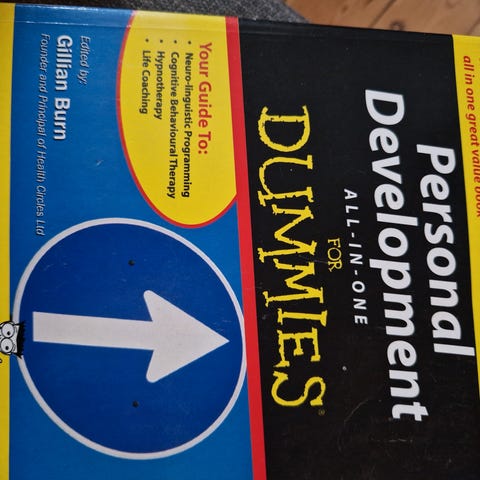 all in one great value book
Personal
Development
ALL-IN-ONE
FOR
DUMMIES®
Your Guide To:
• Neuro-linguistic Programming
• Cognitive Behavioural Therapy
• Hypnotherapy
• Life Coaching
Edited by:
Gillian Burn
Founder and Principal of Health Circles Ltd